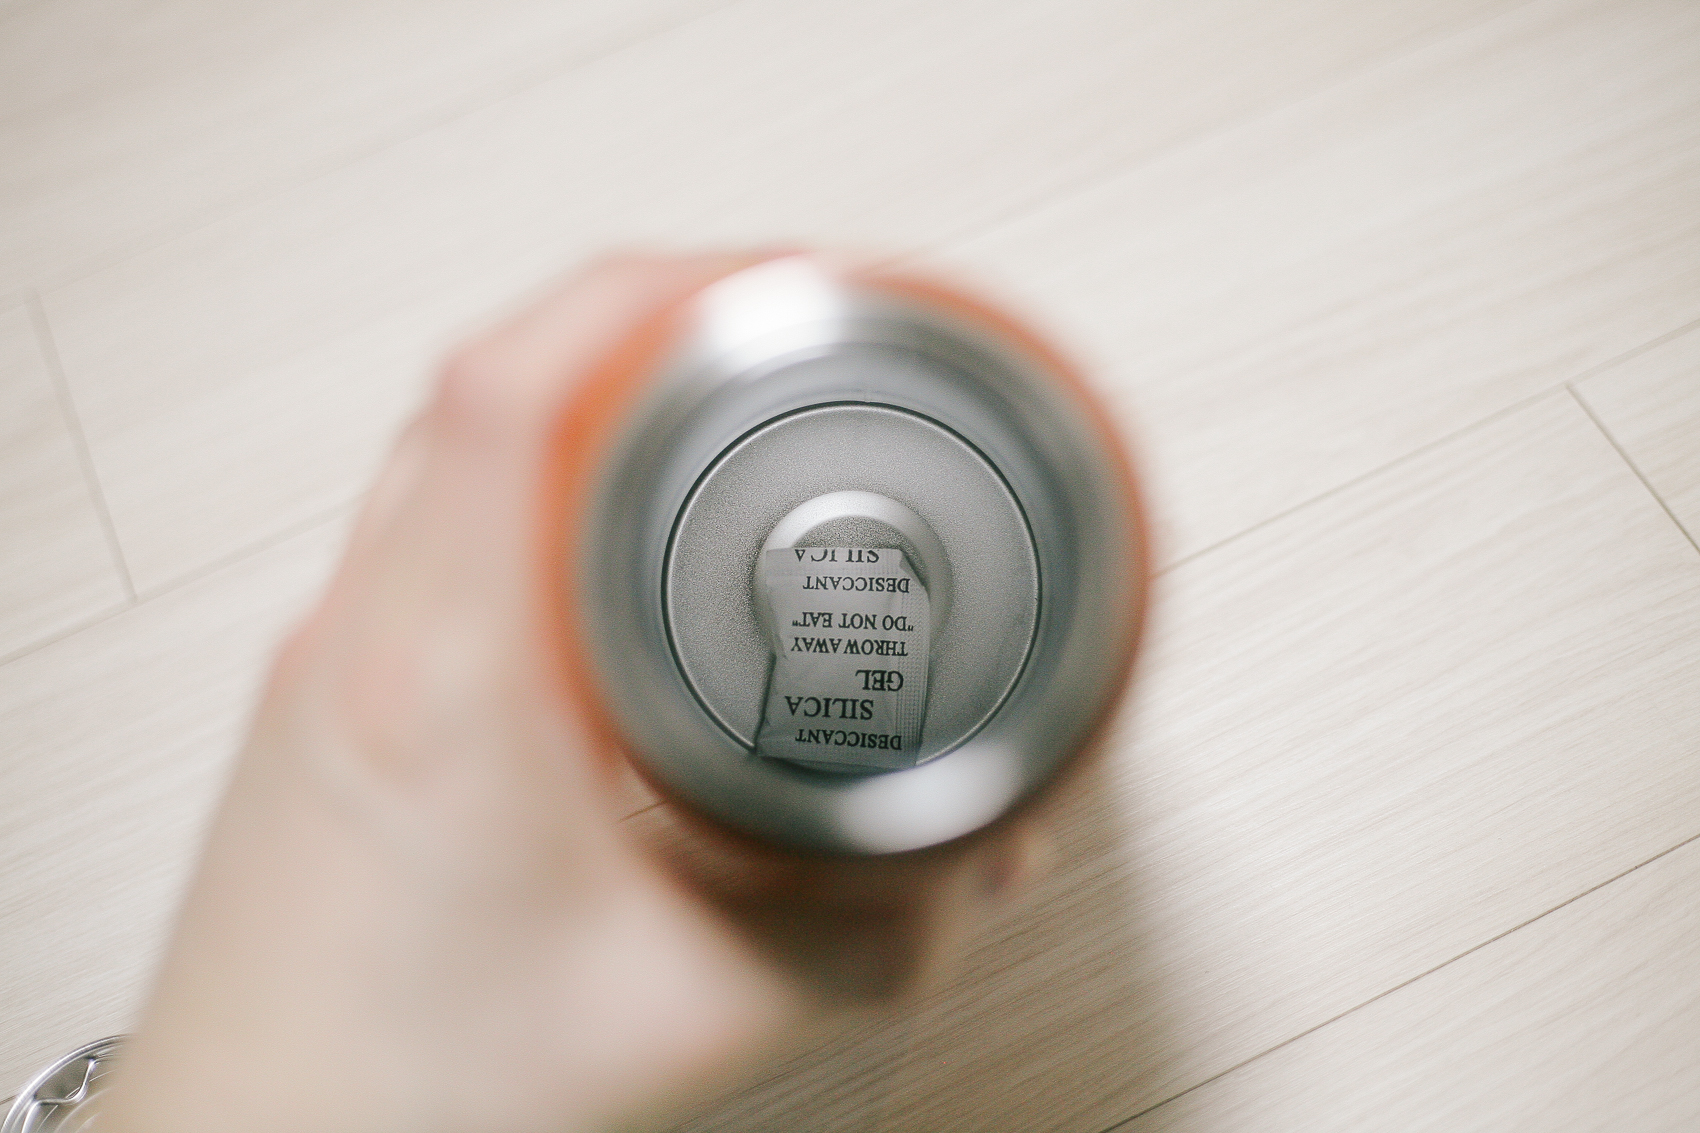 DESICCANT
SILICA
GEL
THROW AWAY
"DO NOT EAT"
DESICCANT
SILICA